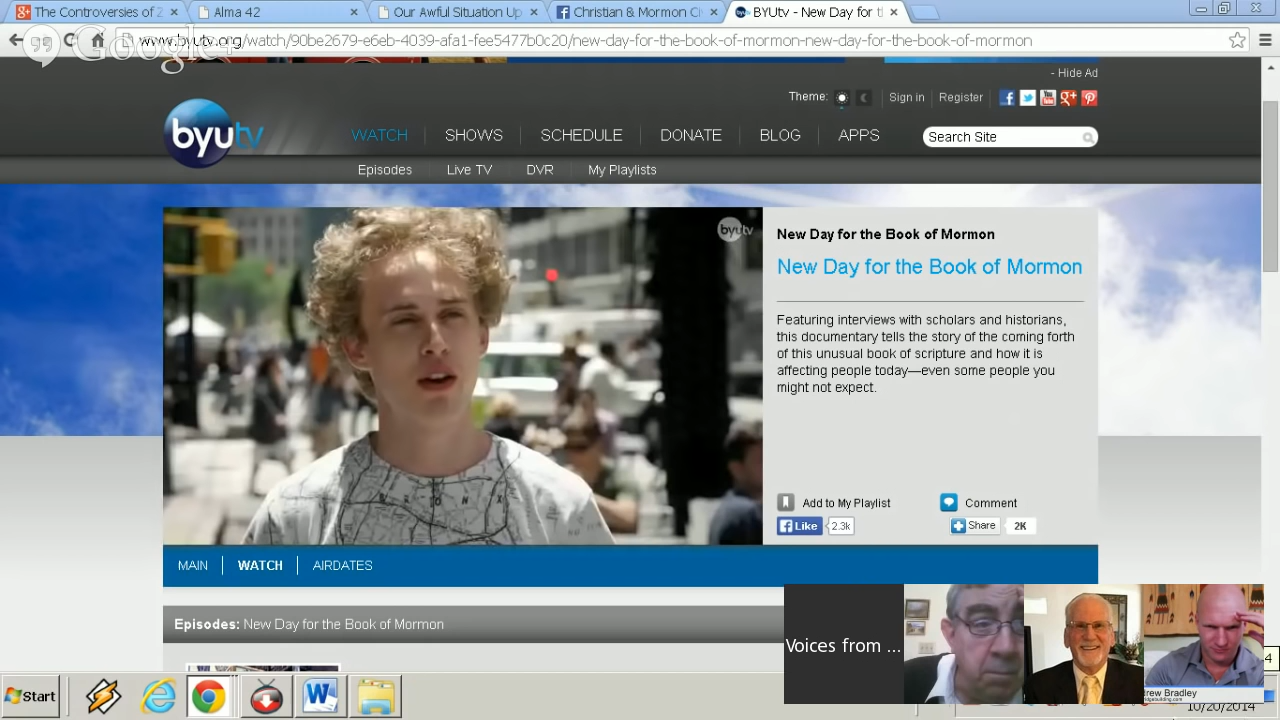 The Controversies of 2
Alma 42
Our Awful Situation Up
Christian & Mormon Cl
BYUtv - New Day for t
www.byutv.org/watch/90be2679-e6eb-4039-afa1-fee5477b0c20/new-day-for-the-book-of-mormon-new-day-for-the-book-of-mormon
Google+
- Hide Ad
Theme:
Sign in
Register
byutv
WATCH
SHOWS
SCHEDULE
DONATE
BLOG
APPS
Search Site
Episodes
Live TV
DVR
My Playlists
byutv
New Day for the Book of Mormon
New Day for the Book of Mormon
Featuring interviews with scholars and historians,
this documentary tells the story of the coming forth
of this unusual book of scripture and how it is
affecting people today—even some people you
might not expect.
BRONX
Add to My Playlist
Comment
Like
2.3k
Share
2K
MAIN
WATCH
AIRDATES
Episodes: New Day for the Book of Mormon
Voices from ...
drew Bradley
Start
10/20/2014